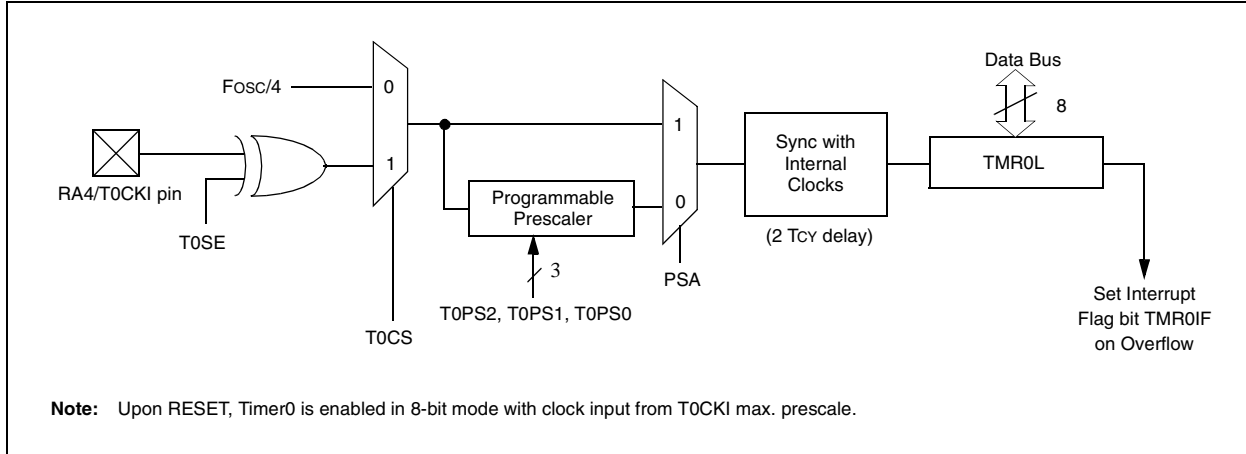 Data Bus
8
Fosc/4
0
1
RA4/T0CKI pin
T0SE
T0CS
Programmable
Prescaler
3
T0PS2, T0PS1, T0PS0
1
0
PSA
Sync with
Internal
Clocks
(2 TCY delay)
TMR0L
Set Interrupt
Flag bit TMR0IF
on Overflow
Note: Upon RESET, Timer0 is enabled in 8-bit mode with clock input from T0CKI max. prescale.